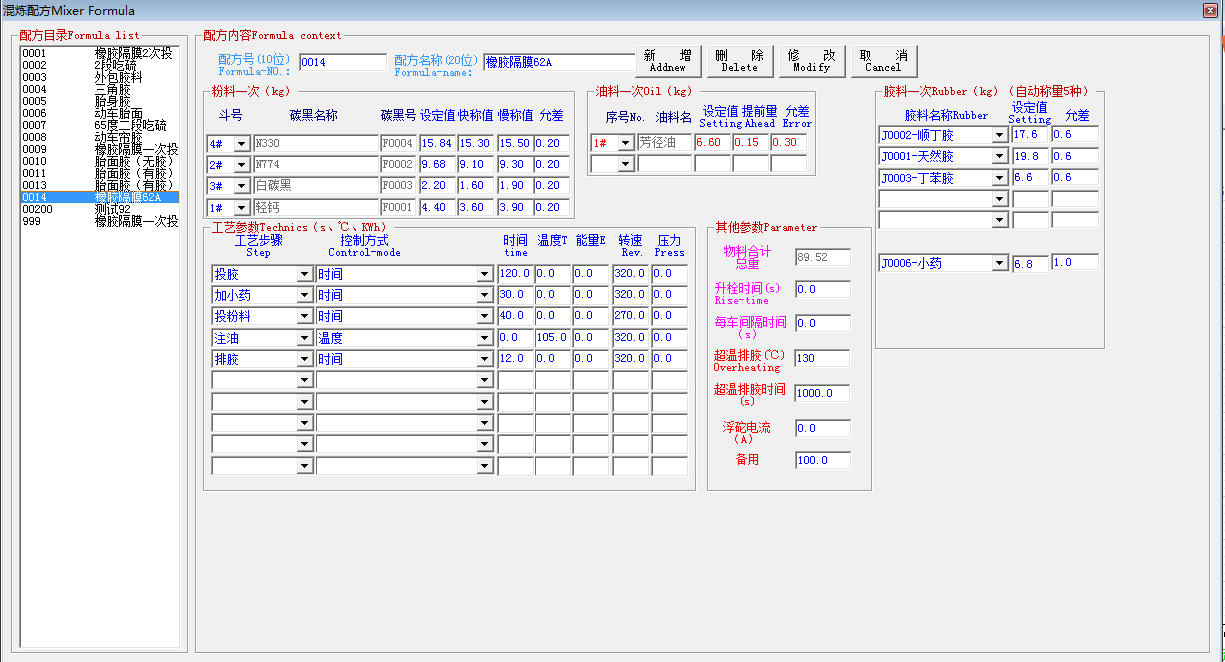 混炼配方Mixer Formula
配方目录Formula list
0001 橡胶隔膜2次投
0002 2段吃硫
0003 外包胶料
0004 三角胶
0005 胎身胶
0006 动车胎面
0007 65度二段吃硫
0008 动车帘胶
0009 橡胶隔膜一次投
0010 胎面胶（无胶）
0011 胎面胶（有胶）
0013 胎面胶（有胶）
0014 橡胶隔膜62A
00200 测试92
999 橡胶隔膜一次投
配方内容Formula context
配方号(10位) 0014 配方名称(20位) 橡胶隔膜62A
Formula-NO.: Formula-name:
新 增 删 除 修 改 取 消
Addnew Delete Modify Cancel
粉料一次（kg）
斗号 碳黑名称 碳黑号 设定值 快称值 慢称值 允差
4# N330 F0004 15.84 15.30 15.50 0.20
2# N774 F0002 9.68 9.10 9.30 0.20
3# 白碳黑 F0003 2.20 1.60 1.90 0.20
1# 轻钙 F0001 4.40 3.60 3.90 0.20
油料一次Oil（kg）
序号No. 油料名 设定值 提前量 允差
Setting Ahead Error
1# 芳径油 6.60 0.15 0.30
胶料一次Rubber（kg）（自动称量5种）
胶料名称Rubber 设定值 允差
Setting
J0002-顺丁胶 17.6 0.6
J0001-天然胶 19.8 0.6
J0003-丁苯胶 6.6 0.6
J0006-小药 6.8 1.0
工艺参数Technics（s、℃、KWh）
工艺步骤 控制方式 时间 温度T 能量E 转速 压力
Step Control-mode time Rev. Press
投胶 时间 120.0 0.0 0.0 320.0 0.0
加小药 时间 30.0 0.0 0.0 320.0 0.0
投粉料 时间 40.0 0.0 0.0 270.0 0.0
注油 温度 0.0 105.0 0.0 320.0 0.0
排胶 时间 12.0 0.0 0.0 320.0 0.0
其他参数Parameter
物料合计 89.52
总重
升栓时间(s) 0.0
Rise-time
每车间隔时间 0.0
(s)
超温排胶(℃) 130
Overheating
超温排胶时间 1000.0
(s)
浮砣电流 0.0
(A)
备用 100.0